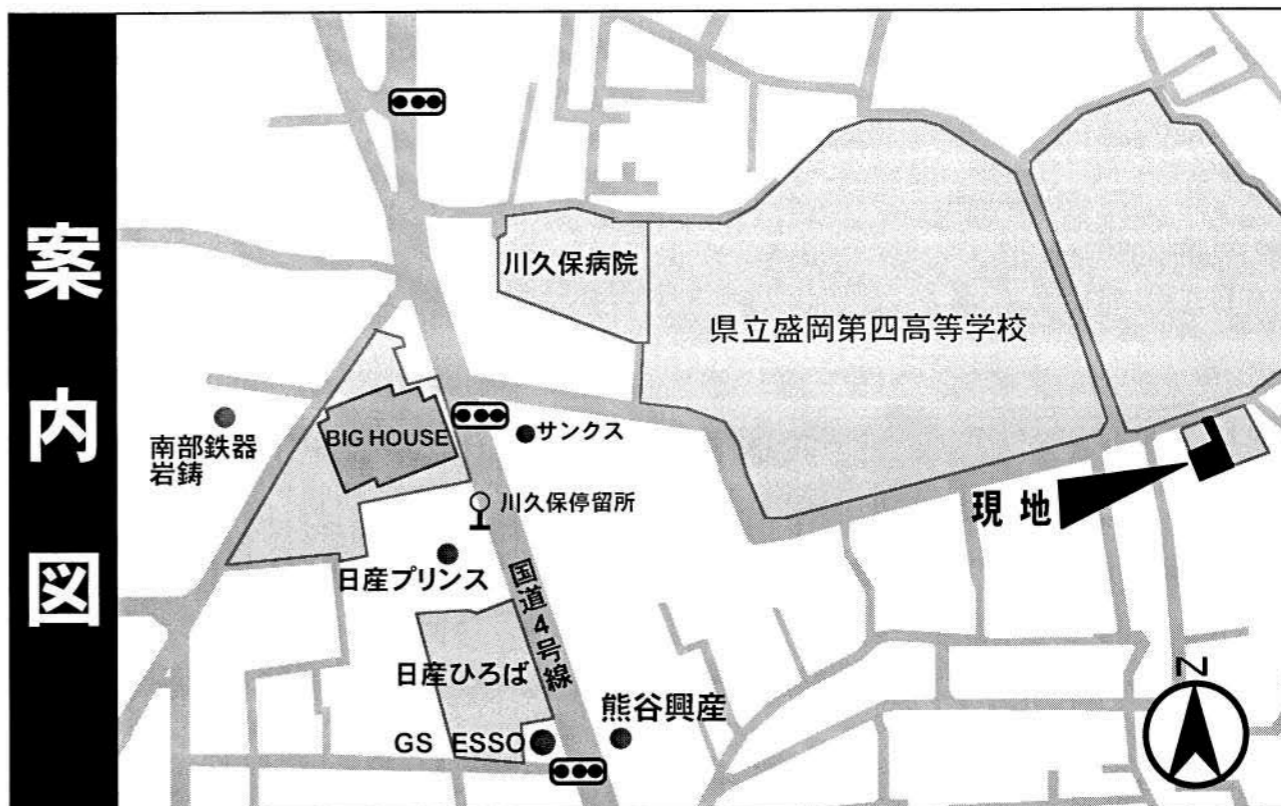 案内図
川久保病院
県立盛岡第四高等学校
BIG HOUSE
サンクス
南部鉄器
岩鋳
川久保停留所
現地
日産プリンス
国道4号線
日産ひろば
熊谷興産
GS ESSO
N